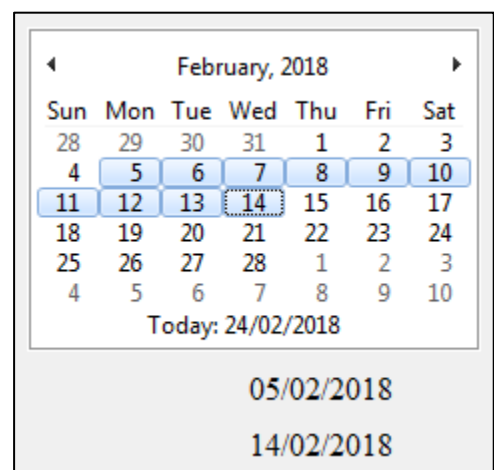 February, 2018
Sun Mon Tue Wed Thu Fri Sat
28 29 30 31 1 2 3
4 5 6 7 8 9 10
11 12 13 14 15 16 17
18 19 20 21 22 23 24
25 26 27 28 1 2 3
4 5 6 7 8 9 10
Today: 24/02/2018
05/02/2018
14/02/2018